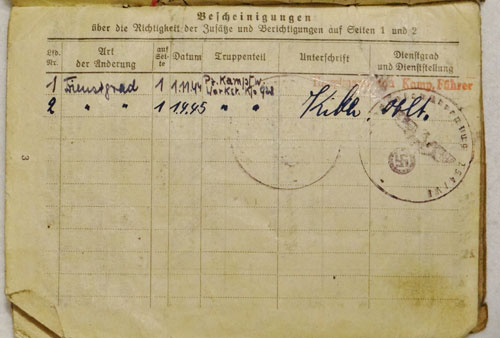 Bescheinigungen
über die Richtigkeit der Zusätze und Berichtigungen auf Seiten 1 und 2
Lfd. Nr. Art der Änderung auf Seite Datum Truppenteil Unterschrift Dienstgrad und Dienststellung
1 Dienstgrad 1 1.11.44 Pz. Kampfw. Werkst. Kp Komp. Führer
2 " " 1 1.4.45 " " Oblt.
3